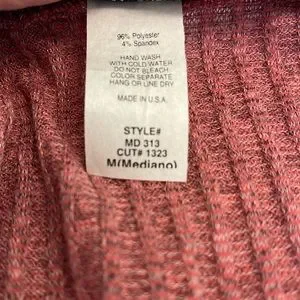 96% Polyester
4% Spandex
HAND WASH
WITH COLD WATER
DO NOT BLEACH
COLOR SEPARATE
HANG OR LINE DRY
MADE IN U.S.A.
STYLE#
MD 313
CUT# 1323
M(Mediano)